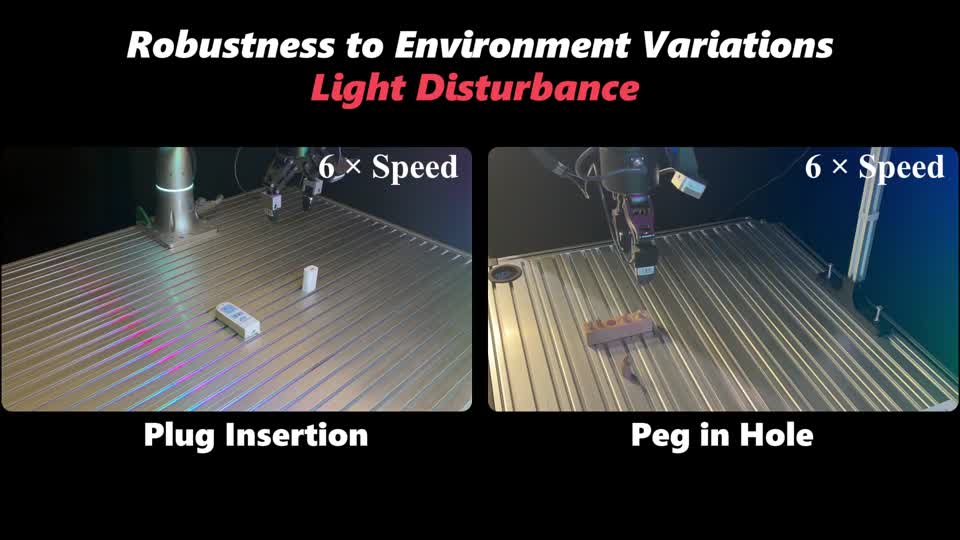 Robustness to Environment Variations
Light Disturbance
6 × Speed
6 × Speed
Plug Insertion
Peg in Hole